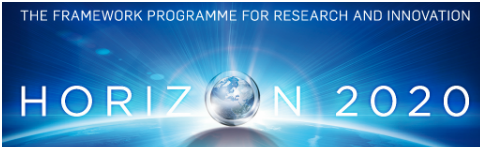 THE FRAMEWORK PROGRAMME FOR RESEARCH AND INNOVATION
HORIZON 2020